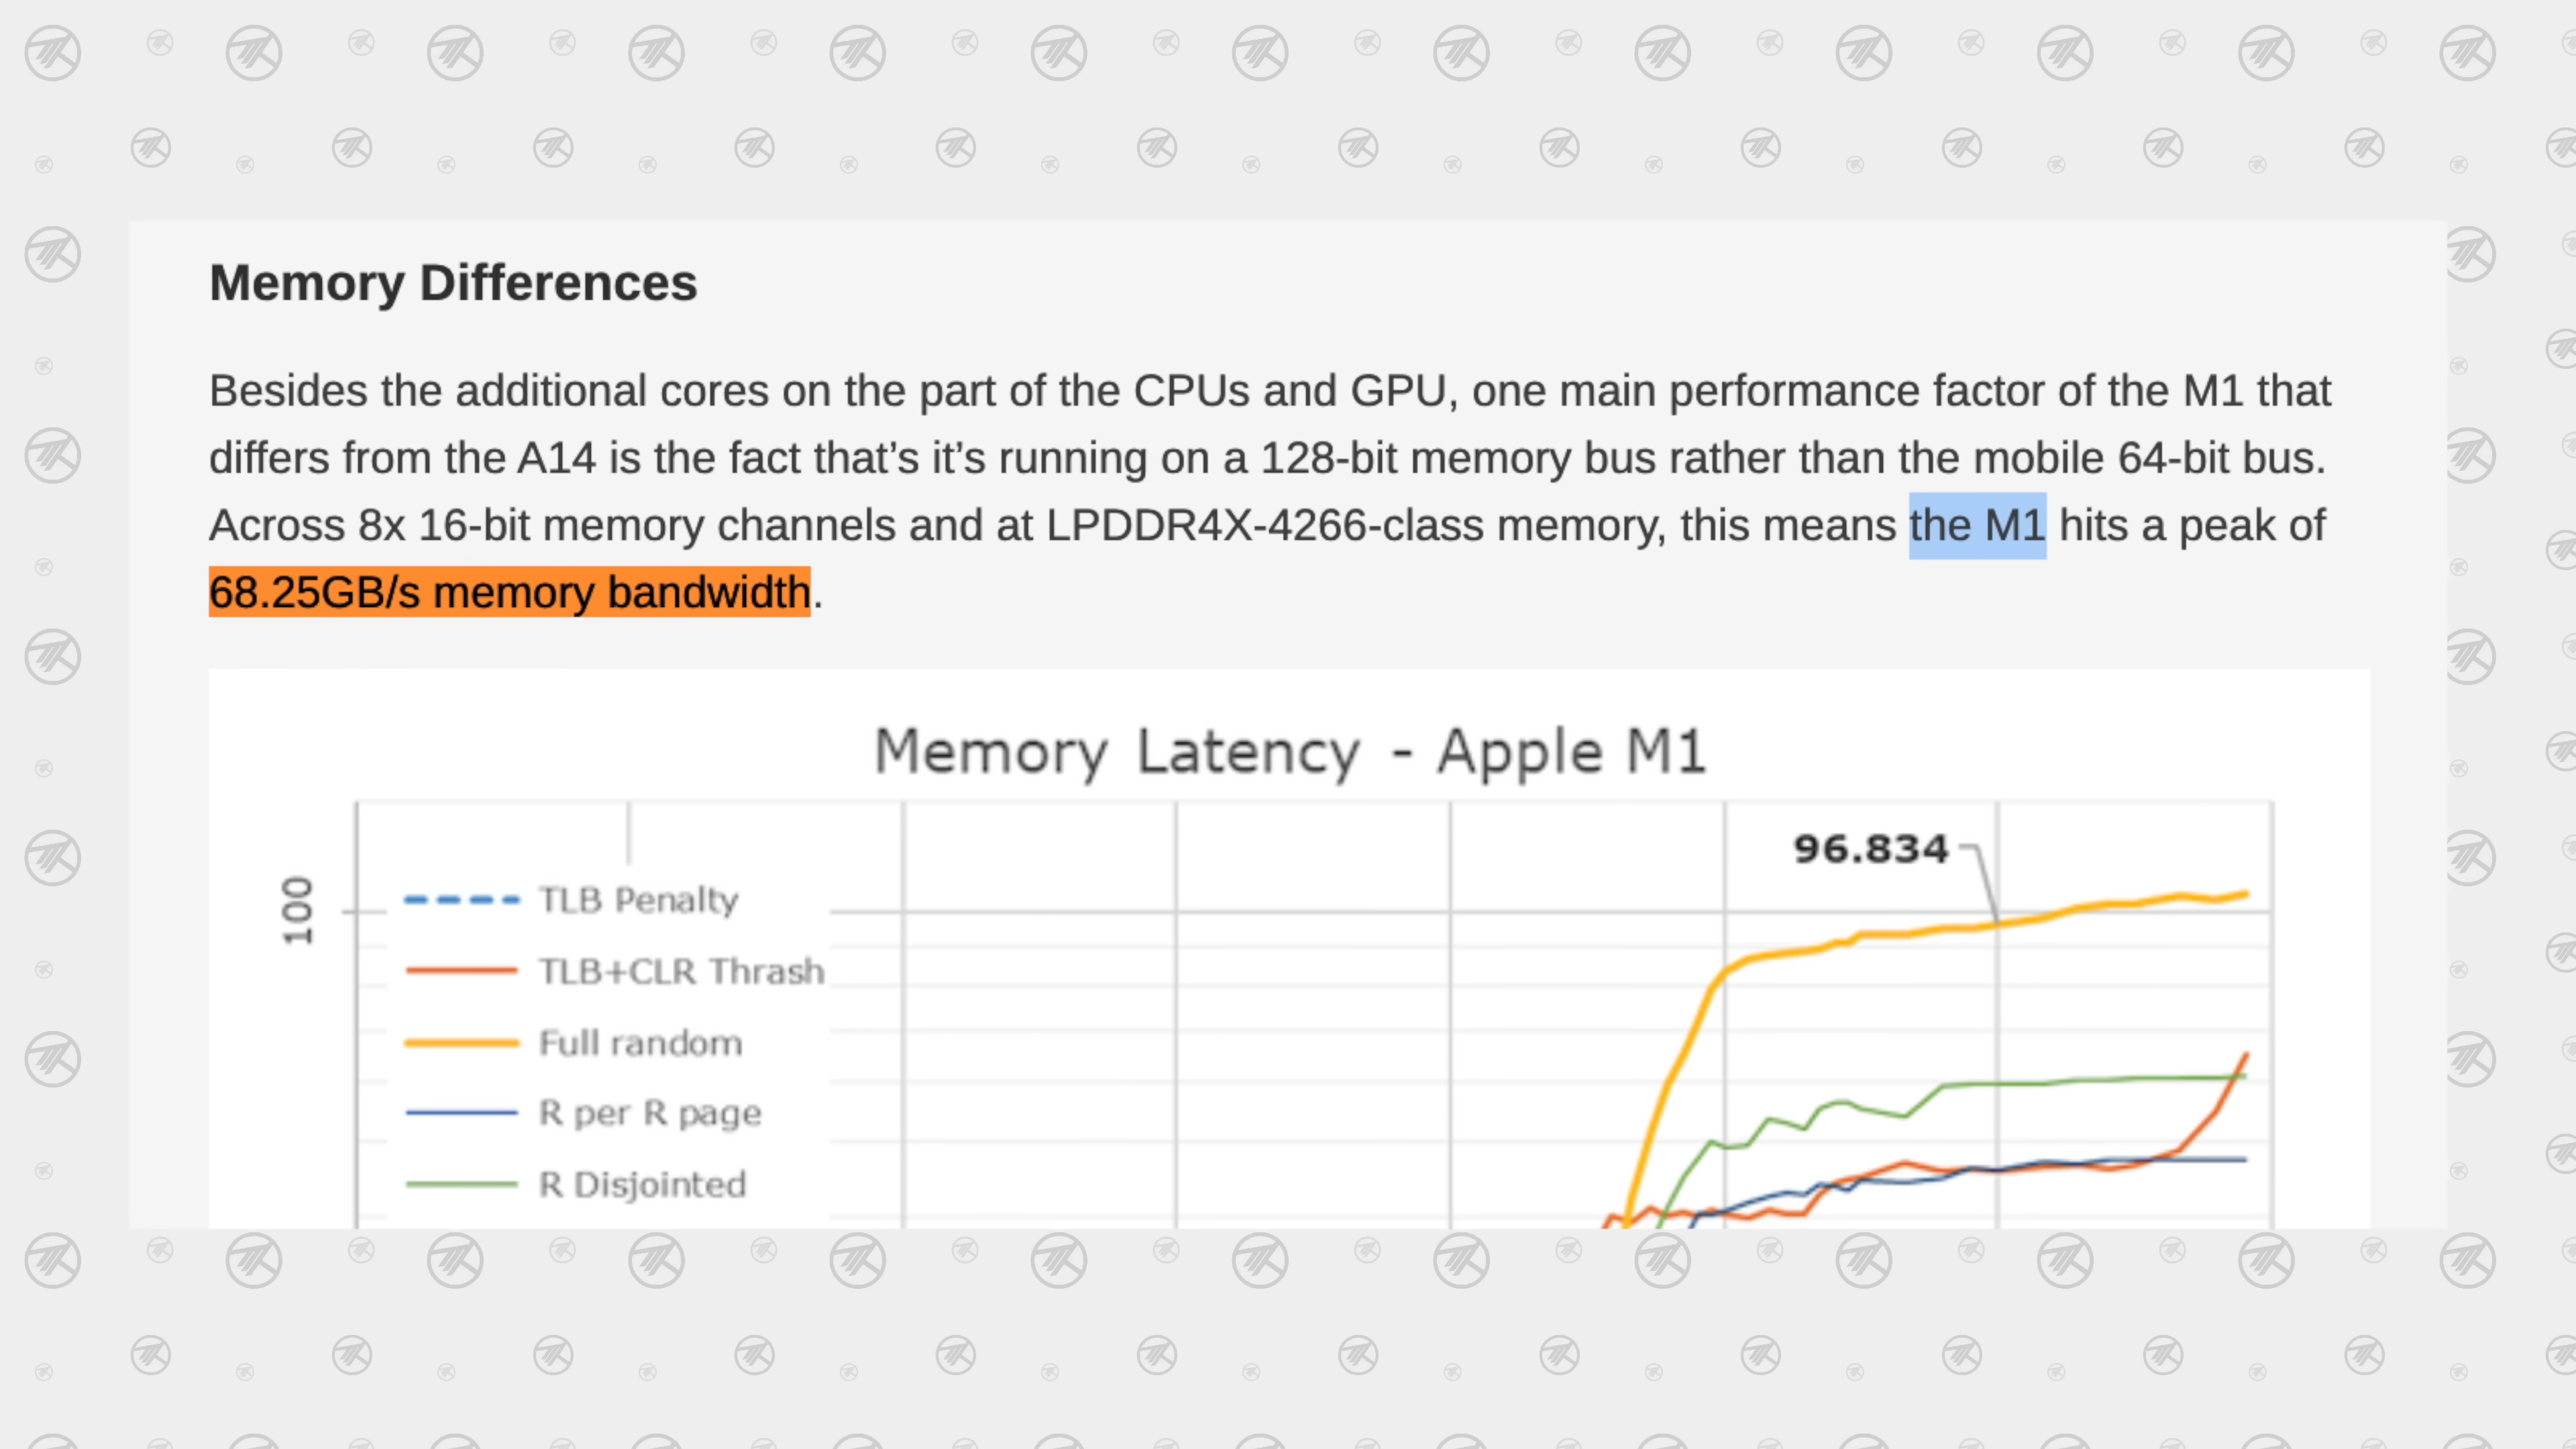 Memory Differences
Besides the additional cores on the part of the CPUs and GPU, one main performance factor of the M1 that
differs from the A14 is the fact that’s it’s running on a 128-bit memory bus rather than the mobile 64-bit bus.
Across 8x 16-bit memory channels and at LPDDR4X-4266-class memory, this means the M1 hits a peak of
68.25GB/s memory bandwidth.
Memory Latency - Apple M1
96.834
100
TLB Penalty
TLB+CLR Thrash
Full random
R per R page
R Disjointed